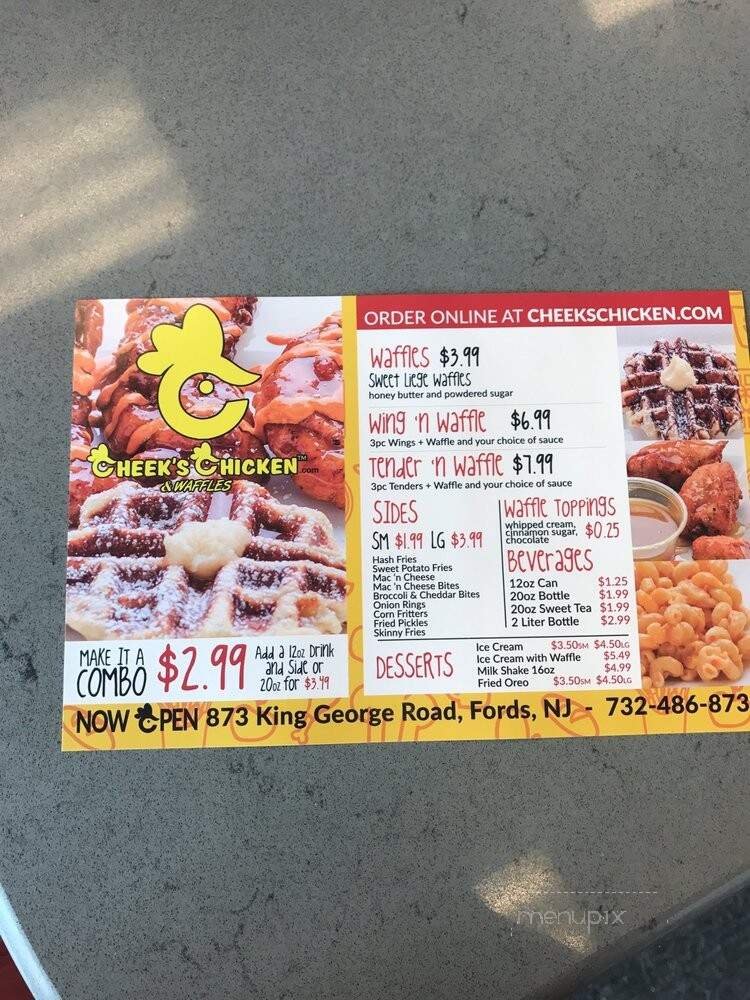 ORDER ONLINE AT CHEEKSCHICKEN.COM
CHEEK'S CHICKEN™
.com
& WAFFLES
MAKE IT A
COMBO
$2.99
Add a 12oz Drink
and Side or
20oz for $3.49
Waffles $3.99
Sweet Liege Waffles
honey butter and powdered sugar
Wing 'n Waffle $6.99
3pc Wings + Waffle and your choice of sauce
Tender 'n Waffle $7.99
3pc Tenders + Waffle and your choice of sauce
SIDES
SM $1.99 LG $3.99
Hash Fries
Sweet Potato Fries
Mac 'n Cheese
Mac 'n Cheese Bites
Broccoli & Cheddar Bites
Onion Rings
Corn Fritters
Fried Pickles
Skinny Fries
Waffle Toppings
whipped cream,
cinnamon sugar,
chocolate
$0.25
Beverages
12oz Can $1.25
20oz Bottle $1.99
20oz Sweet Tea $1.99
2 Liter Bottle $2.99
DESSERTS
Ice Cream $3.50SM $4.50LG
Ice Cream with Waffle $5.49
Milk Shake 16oz $4.99
Fried Oreo $3.50SM $4.50LG
NOW OPEN 873 King George Road, Fords, NJ - 732-486-873
menupix